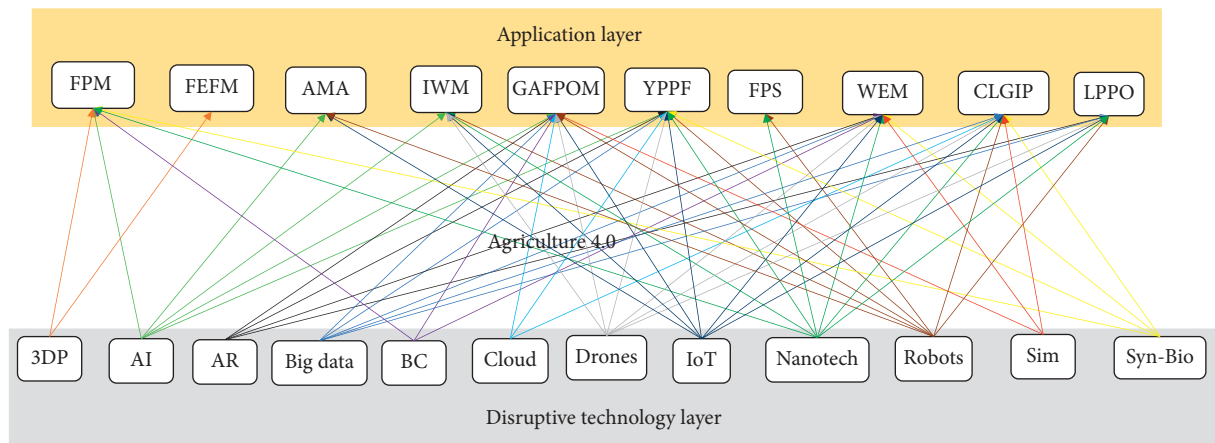 Application layer
FPM
FEFM
AMA
IWM
GAFPOM
YPPF
FPS
WEM
CLGIP
LPPO
Agriculture 4.0
3DP
AI
AR
Big data
BC
Cloud
Drones
IoT
Nanotech
Robots
Sim
Syn-Bio
Disruptive technology layer